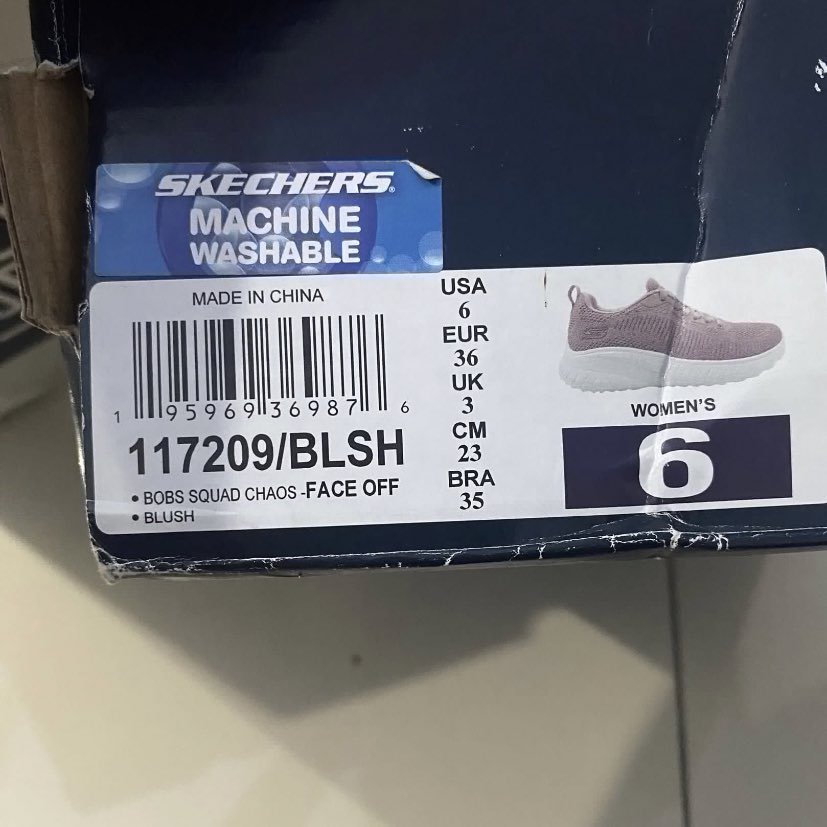 SKECHERS®
MACHINE
WASHABLE
MADE IN CHINA
1 95969 36987 6
117209/BLSH
• BOBS SQUAD CHAOS -FACE OFF
• BLUSH
USA
6
EUR
36
UK
3
CM
23
BRA
35
WOMEN'S
6